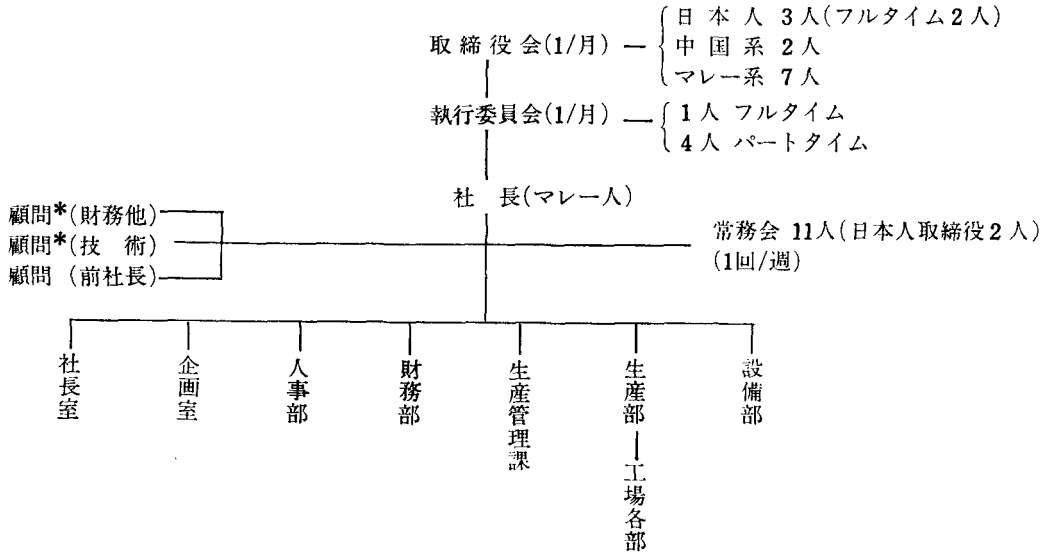 取締役会(1/月)
日本人 3人(フルタイム2人)
中国系 2人
マレー系 7人
執行委員会(1/月)
1人 フルタイム
4人 パートタイム
社 長(マレー人)
顧問*(財務他)
顧問*(技 術)
顧問 (前社長)
常務会 11人(日本人取締役2人)
(1回/週)
社長室
企画室
人事部
財務部
生産管理課
生産部
工場各部
設備部